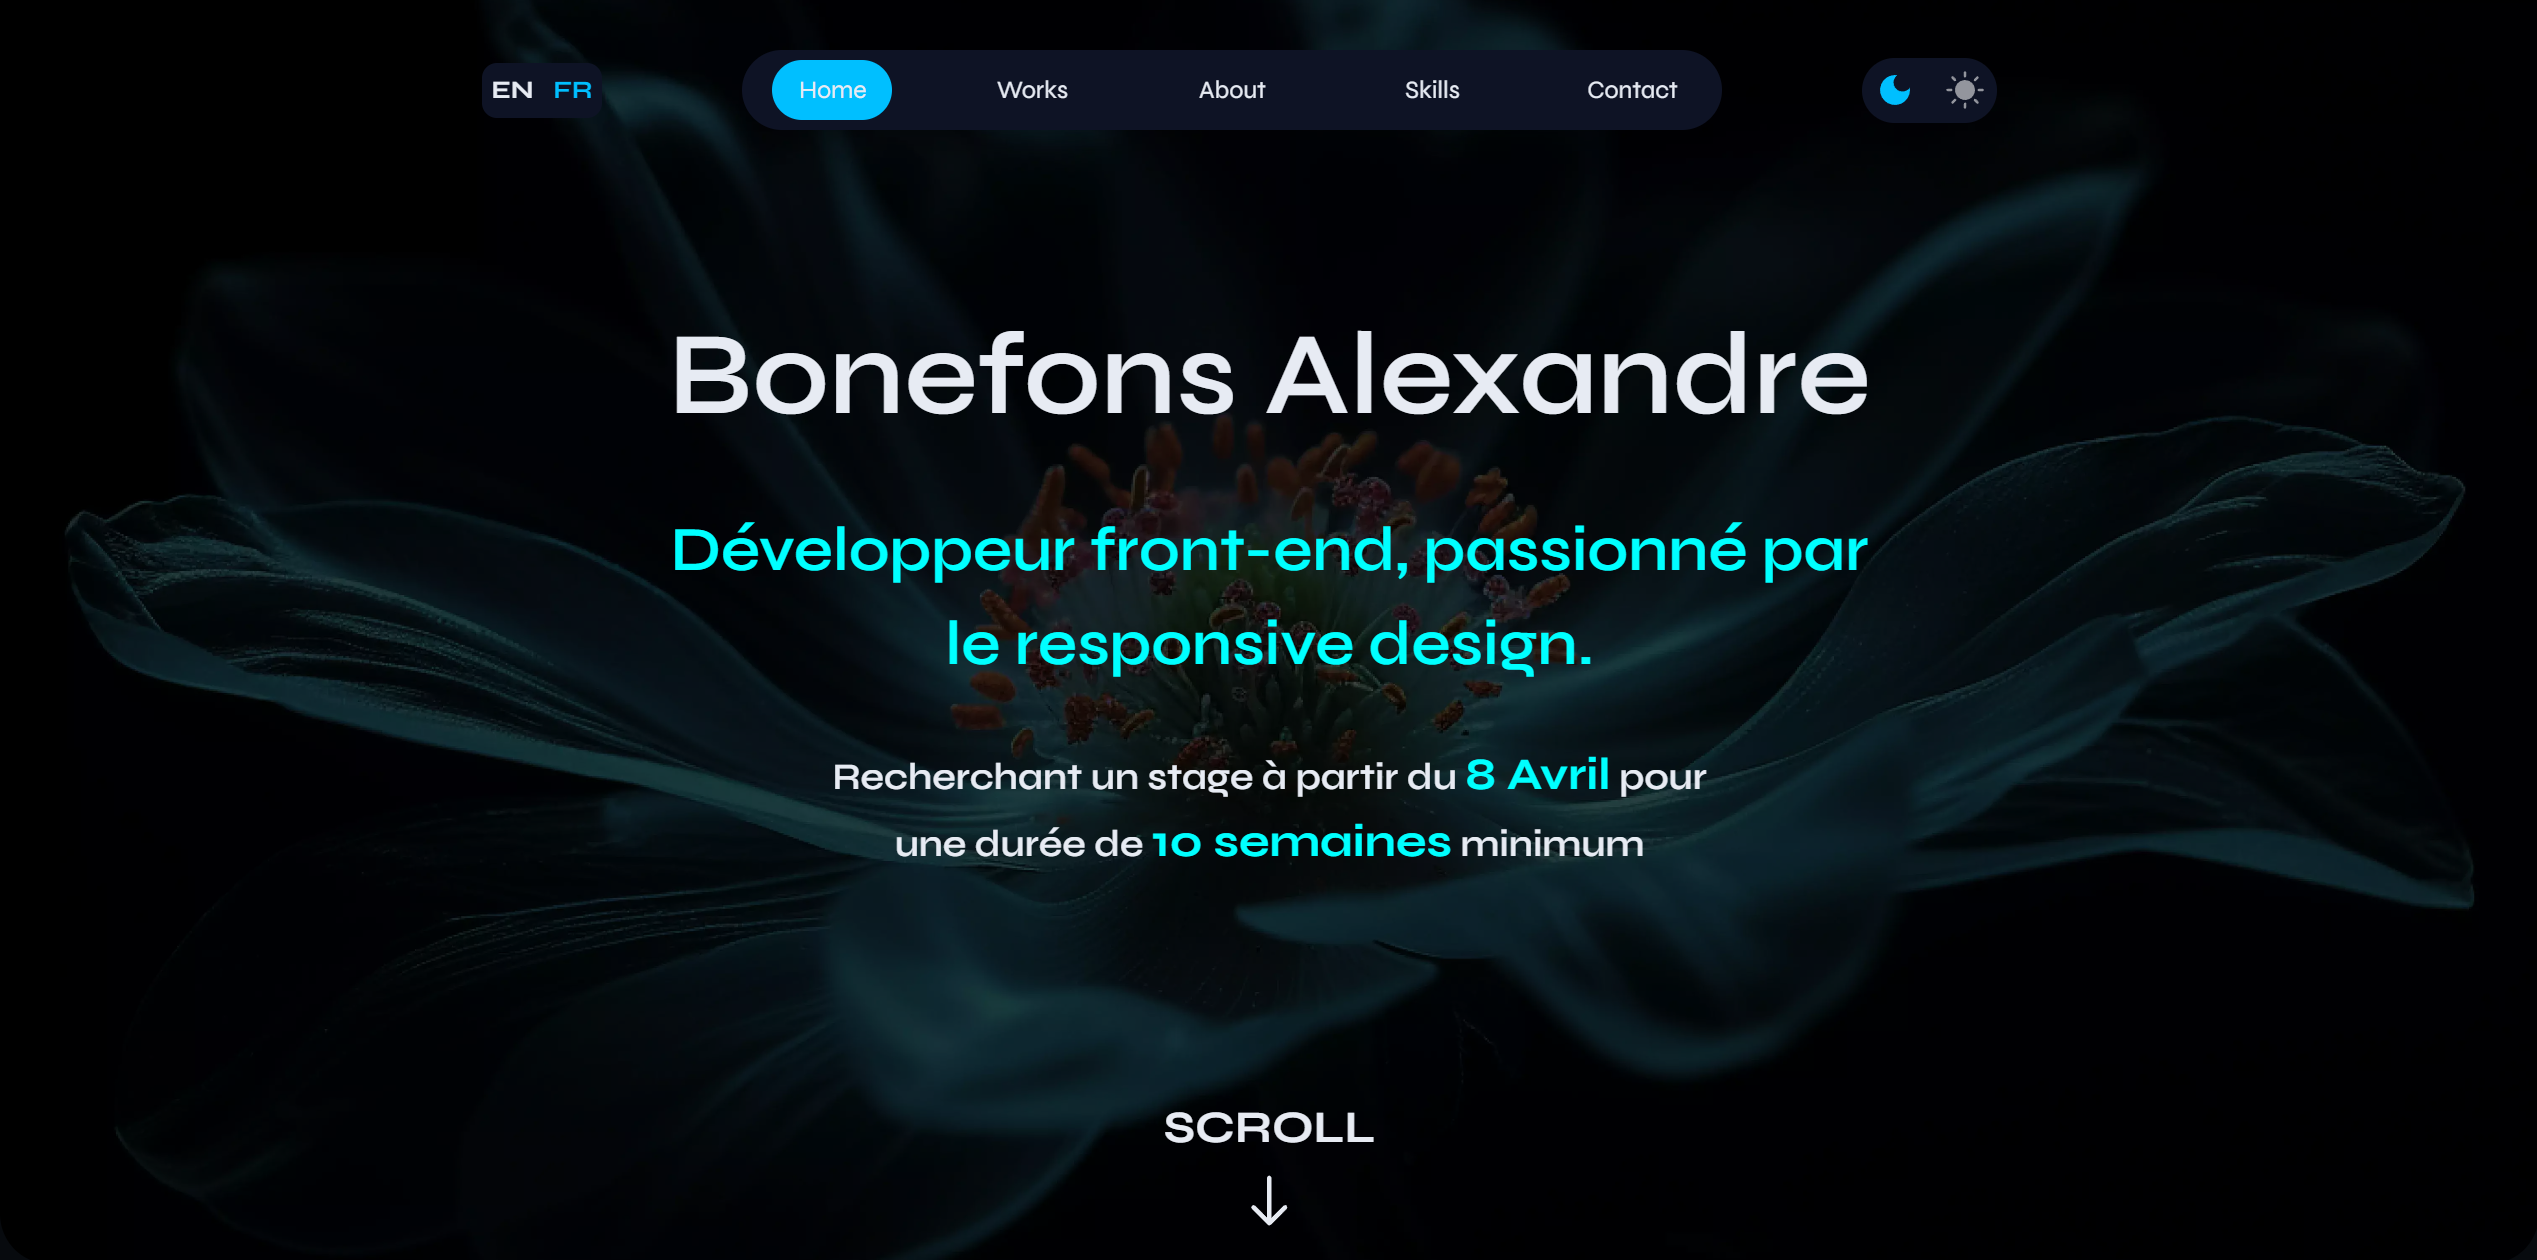 EN FR
Home Works About Skills Contact
Bonefons Alexandre
Développeur front-end, passionné par
le responsive design.
Recherchant un stage à partir du 8 Avril pour
une durée de 10 semaines minimum
SCROLL